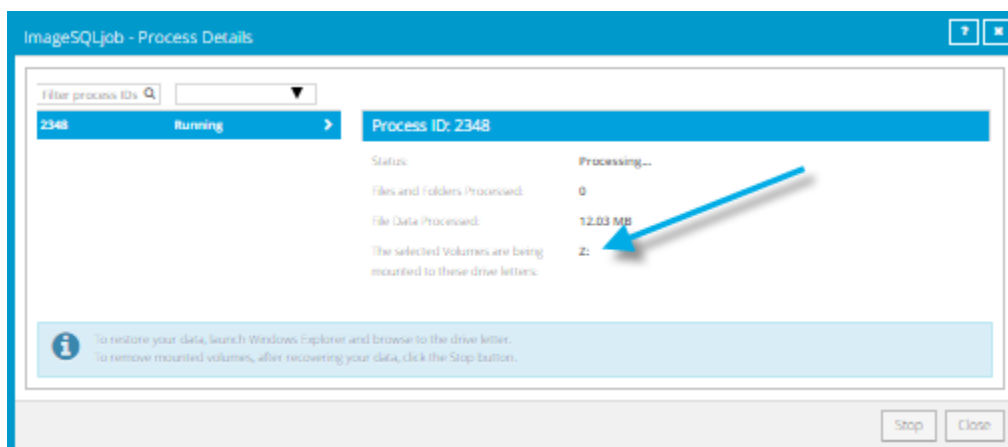 ImageSQLjob - Process Details
?
Filter process IDs
2348 Running
Process ID: 2348
Status: Processing...
Files and Folders Processed: 0
File Data Processed: 12.03 MB
The selected Volumes are being Z:
mounted to these drive letters:
To restore your data, launch Windows Explorer and browse to the drive letter.
To remove mounted volumes, after recovering your data, click the Stop button.
Stop Close